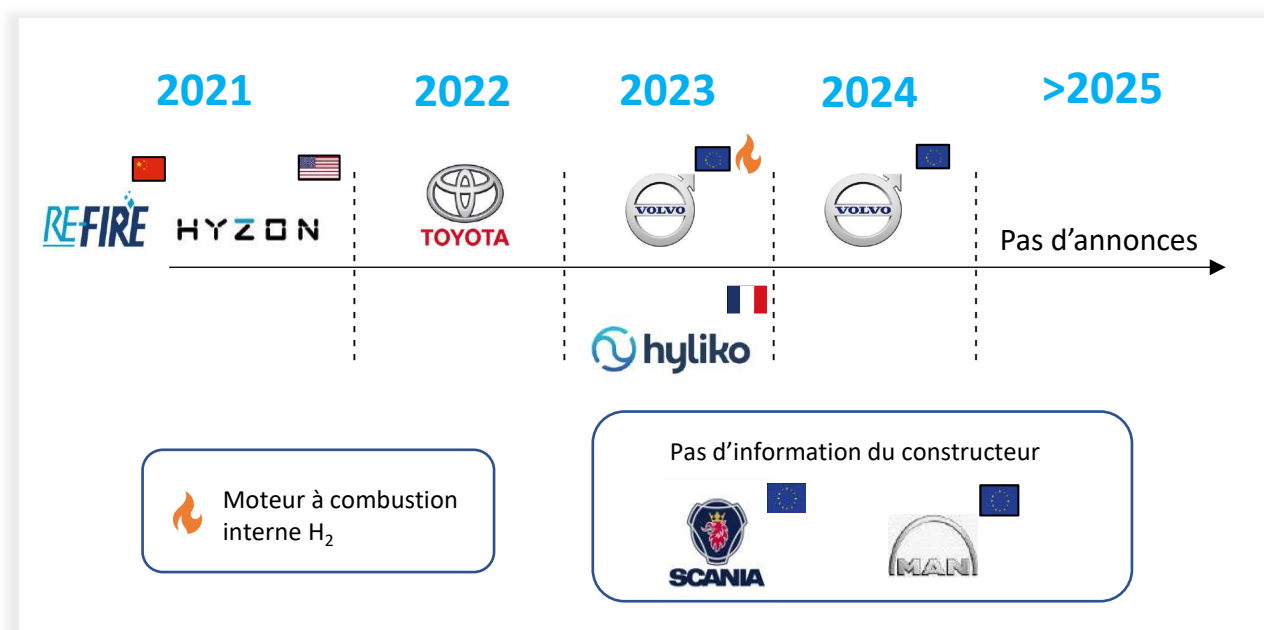 2021
2022
2023
2024
>2025
REFIRE
HYZON
TOYOTA
VOLVO
VOLVO
Pas d’annonces
hyliko
Moteur à combustion
interne H₂
Pas d’information du constructeur
SCANIA
MAN